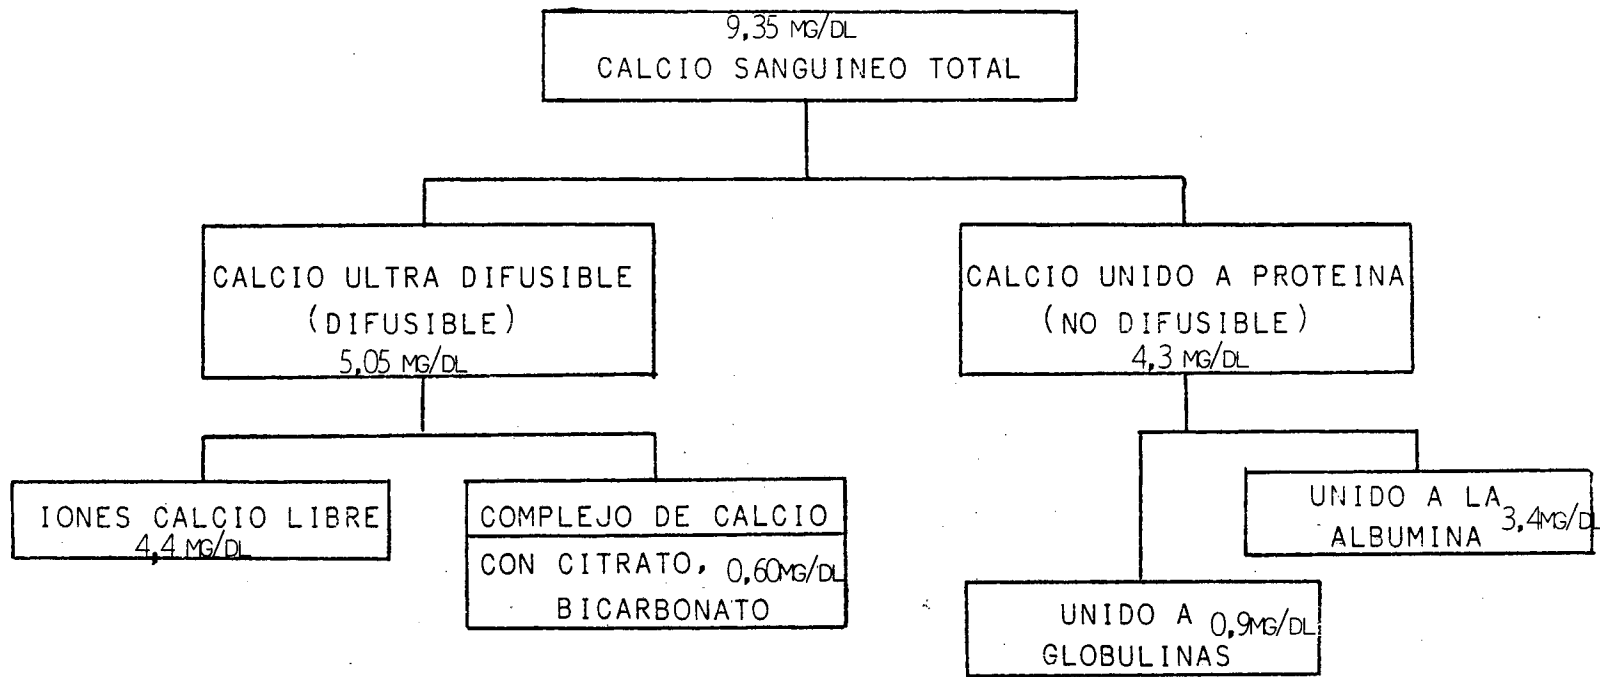 9,35 MG/DL
CALCIO SANGUINEO TOTAL
CALCIO ULTRA DIFUSIBLE
(DIFUSIBLE)
5,05 MG/DL
CALCIO UNIDO A PROTEINA
(NO DIFUSIBLE)
4,3 MG/DL
IONES CALCIO LIBRE
4,4 MG/DL
COMPLEJO DE CALCIO
CON CITRATO, 0,60MG/DL
BICARBONATO
UNIDO A LA 3,4MG/DL
ALBUMINA
UNIDO A 0,9MG/DL
GLOBULINAS